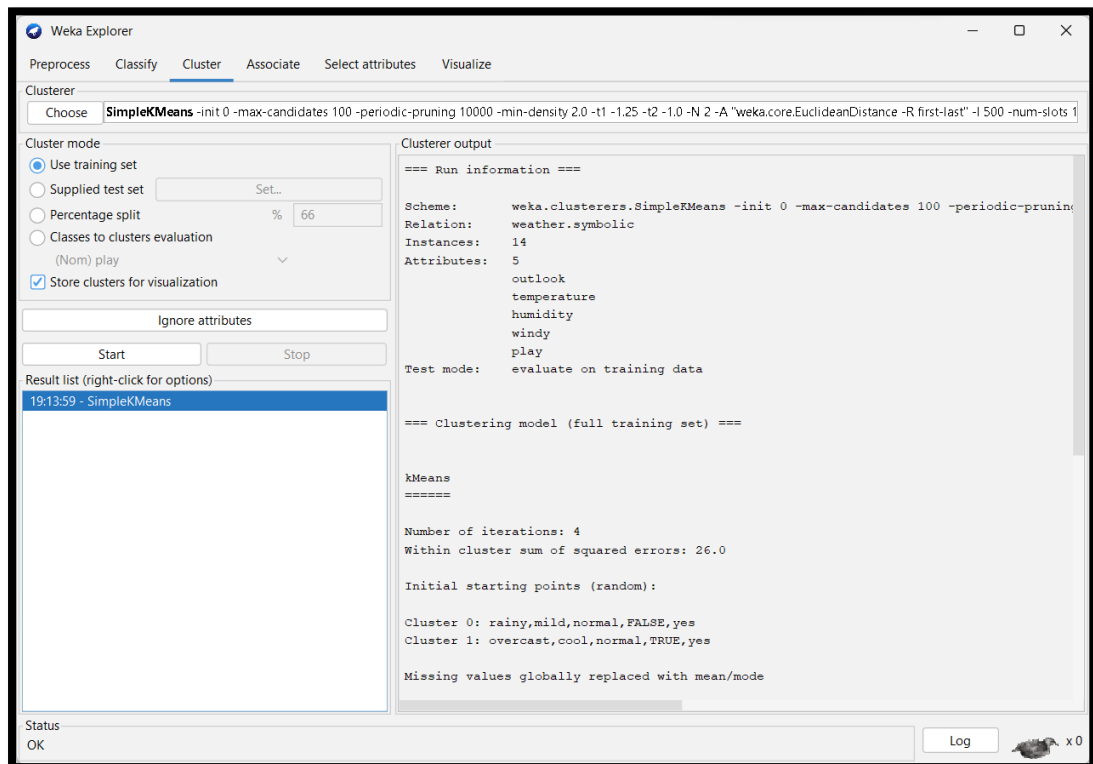 Weka Explorer
Preprocess Classify Cluster Associate Select attributes Visualize
Clusterer
Choose SimpleKMeans -init 0 -max-candidates 100 -periodic-pruning 10000 -min-density 2.0 -t1 -1.25 -t2 -1.0 -N 2 -A "weka.core.EuclideanDistance -R first-last" -I 500 -num-slots 1
Cluster mode
Use training set
Supplied test set Set...
Percentage split % 66
Classes to clusters evaluation
(Nom) play
Store clusters for visualization
Ignore attributes
Start Stop
Result list (right-click for options)
19:13:59 - SimpleKMeans
Clusterer output
=== Run information ===
Scheme: weka.clusterers.SimpleKMeans -init 0 -max-candidates 100 -periodic-pruning
Relation: weather.symbolic
Instances: 14
Attributes: 5
outlook
temperature
humidity
windy
play
Test mode: evaluate on training data
=== Clustering model (full training set) ===
kMeans
======
Number of iterations: 4
Within cluster sum of squared errors: 26.0
Initial starting points (random):
Cluster 0: rainy,mild,normal,FALSE,yes
Cluster 1: overcast,cool,normal,TRUE,yes
Missing values globally replaced with mean/mode
Status
OK
Log x 0